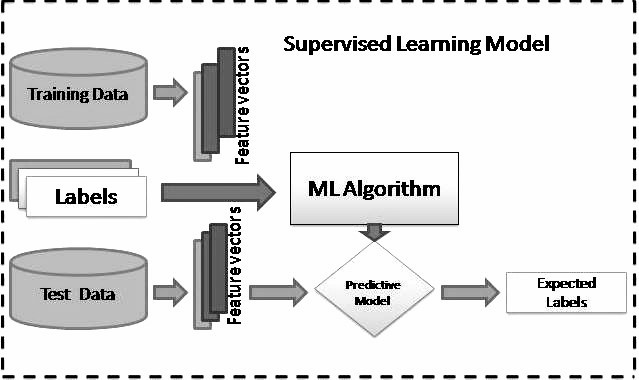 Supervised Learning Model
Training Data
Feature vectors
Labels
ML Algorithm
Test Data
Feature vectors
Predictive
Model
Expected
Labels